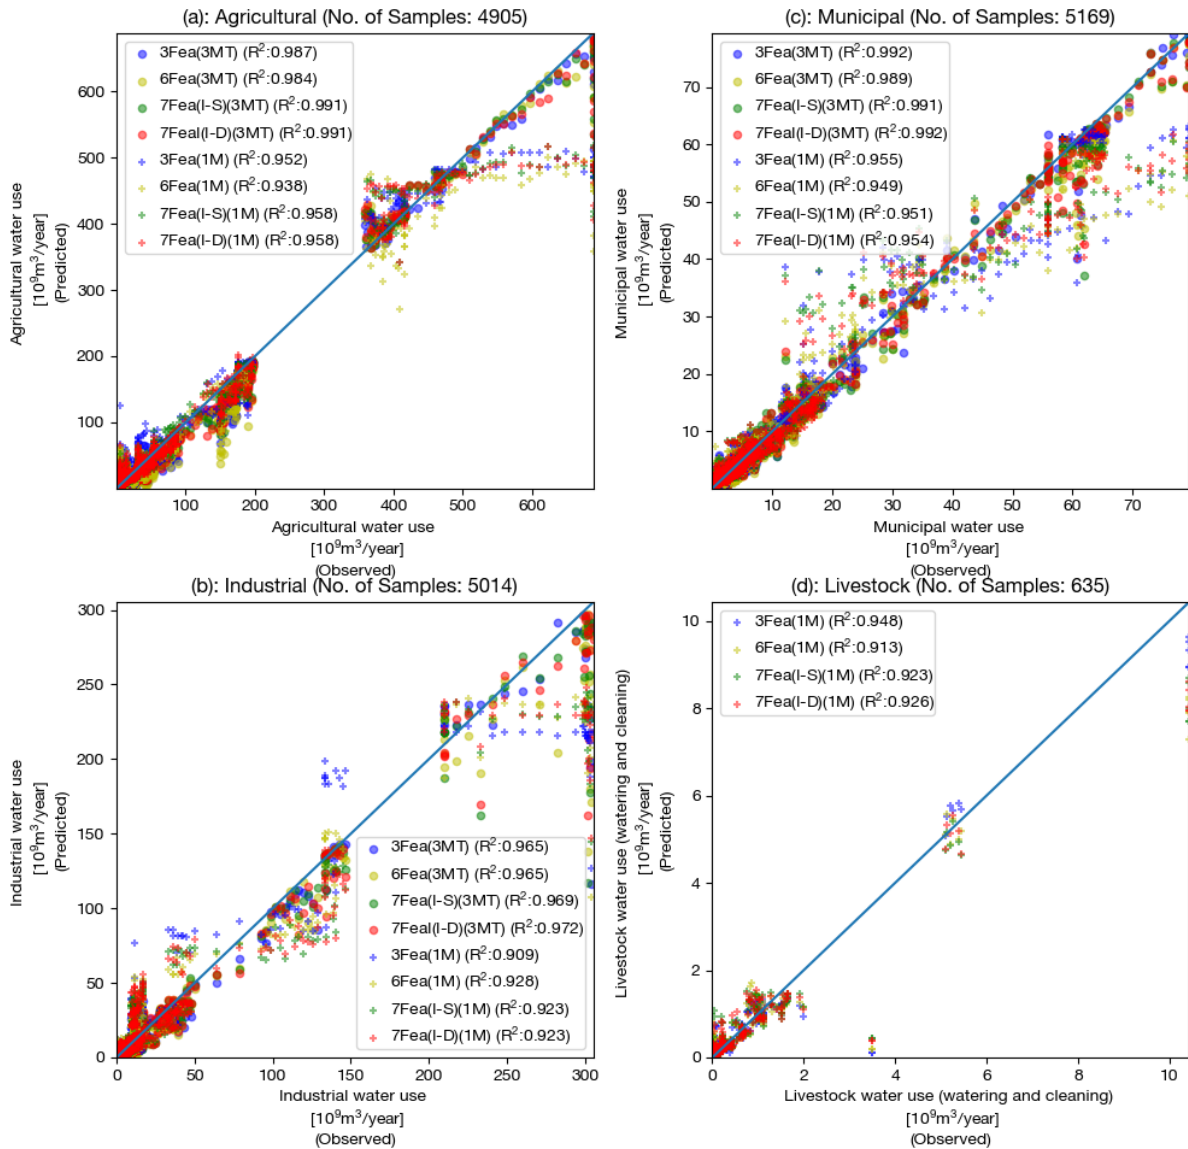 (a): Agricultural (No. of Samples: 4905)
3Fea(3MT) (R²:0.987)
6Fea(3MT) (R²:0.984)
7Fea(I-S)(3MT) (R²:0.991)
7Feal(I-D)(3MT) (R²:0.991)
3Fea(1M) (R²:0.952)
6Fea(1M) (R²:0.938)
7Fea(I-S)(1M) (R²:0.958)
7Fea(I-D)(1M) (R²:0.958)
600
500
400
300
200
100
Agricultural water use
[10⁹m³/year]
(Predicted)
100 200 300 400 500 600
Agricultural water use
[10⁹m³/year]
(Observed)
(c): Municipal (No. of Samples: 5169)
3Fea(3MT) (R²:0.992)
6Fea(3MT) (R²:0.989)
7Fea(I-S)(3MT) (R²:0.991)
7Feal(I-D)(3MT) (R²:0.992)
3Fea(1M) (R²:0.955)
6Fea(1M) (R²:0.949)
7Fea(I-S)(1M) (R²:0.951)
7Fea(I-D)(1M) (R²:0.954)
70
60
50
40
30
20
10
Municipal water use
[10⁹m³/year]
(Predicted)
10 20 30 40 50 60 70
Municipal water use
[10⁹m³/year]
(Observed)
(b): Industrial (No. of Samples: 5014)
300
250
200
150
100
50
0
Industrial water use
[10⁹m³/year]
(Predicted)
3Fea(3MT) (R²:0.965)
6Fea(3MT) (R²:0.965)
7Fea(I-S)(3MT) (R²:0.969)
7Feal(I-D)(3MT) (R²:0.972)
3Fea(1M) (R²:0.909)
6Fea(1M) (R²:0.928)
7Fea(I-S)(1M) (R²:0.923)
7Fea(I-D)(1M) (R²:0.923)
0 50 100 150 200 250 300
Industrial water use
[10⁹m³/year]
(Observed)
(d): Livestock (No. of Samples: 635)
3Fea(1M) (R²:0.948)
6Fea(1M) (R²:0.913)
7Fea(I-S)(1M) (R²:0.923)
7Fea(I-D)(1M) (R²:0.926)
10
8
6
4
2
0
Livestock water use (watering and cleaning)
[10⁹m³/year]
(Predicted)
0 2 4 6 8 10
Livestock water use (watering and cleaning)
[10⁹m³/year]
(Observed)